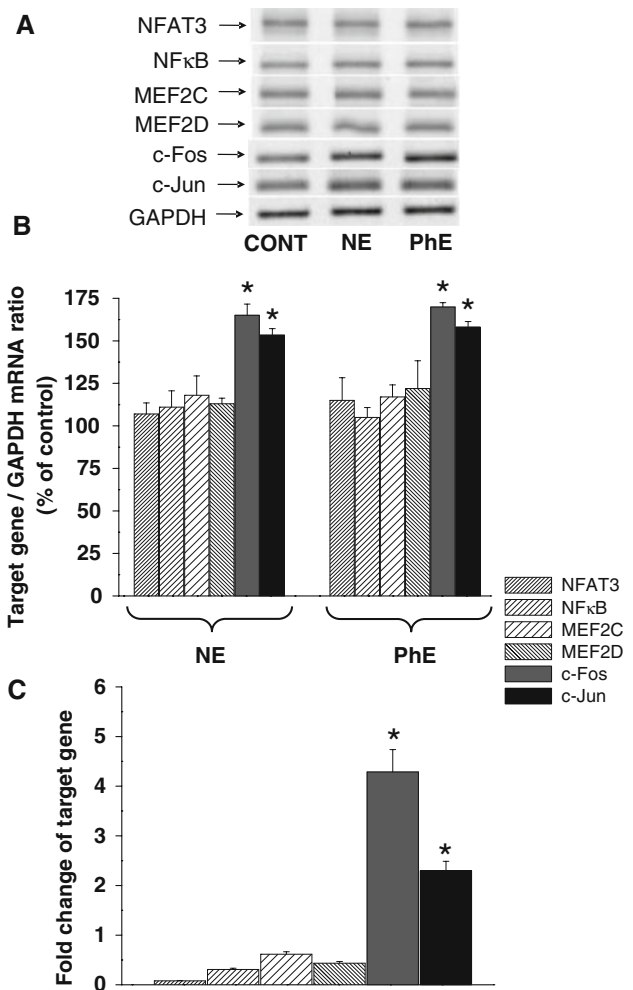 A
NFAT3
NFκB
MEF2C
MEF2D
c-Fos
c-Jun
GAPDH
CONT NE PhE
B
Target gene / GAPDH mRNA ratio
(% of control)
175
150
125
100
75
50
25
0
* * * *
NE PhE
NFAT3
NFκB
MEF2C
MEF2D
c-Fos
c-Jun
C
Fold change of target gene
6
5
4
3
2
1
0
* *